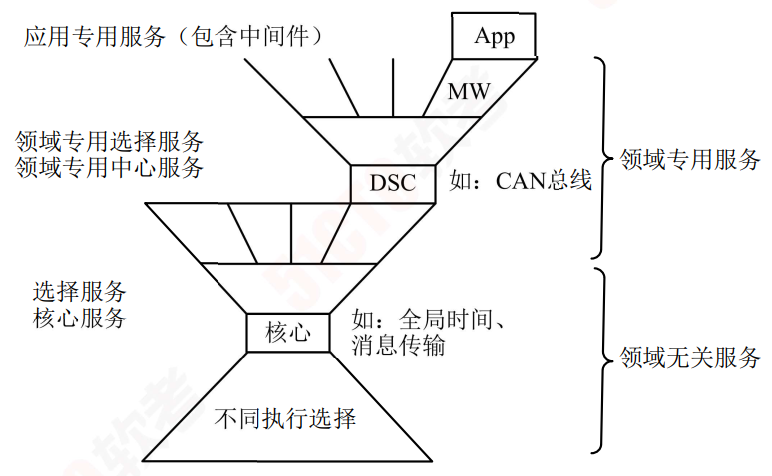 应用专用服务（包含中间件）
App
MW
领域专用选择服务
领域专用中心服务
DSC
如：CAN总线
领域专用服务
选择服务
核心服务
核心
如：全局时间、
消息传输
领域无关服务
不同执行选择